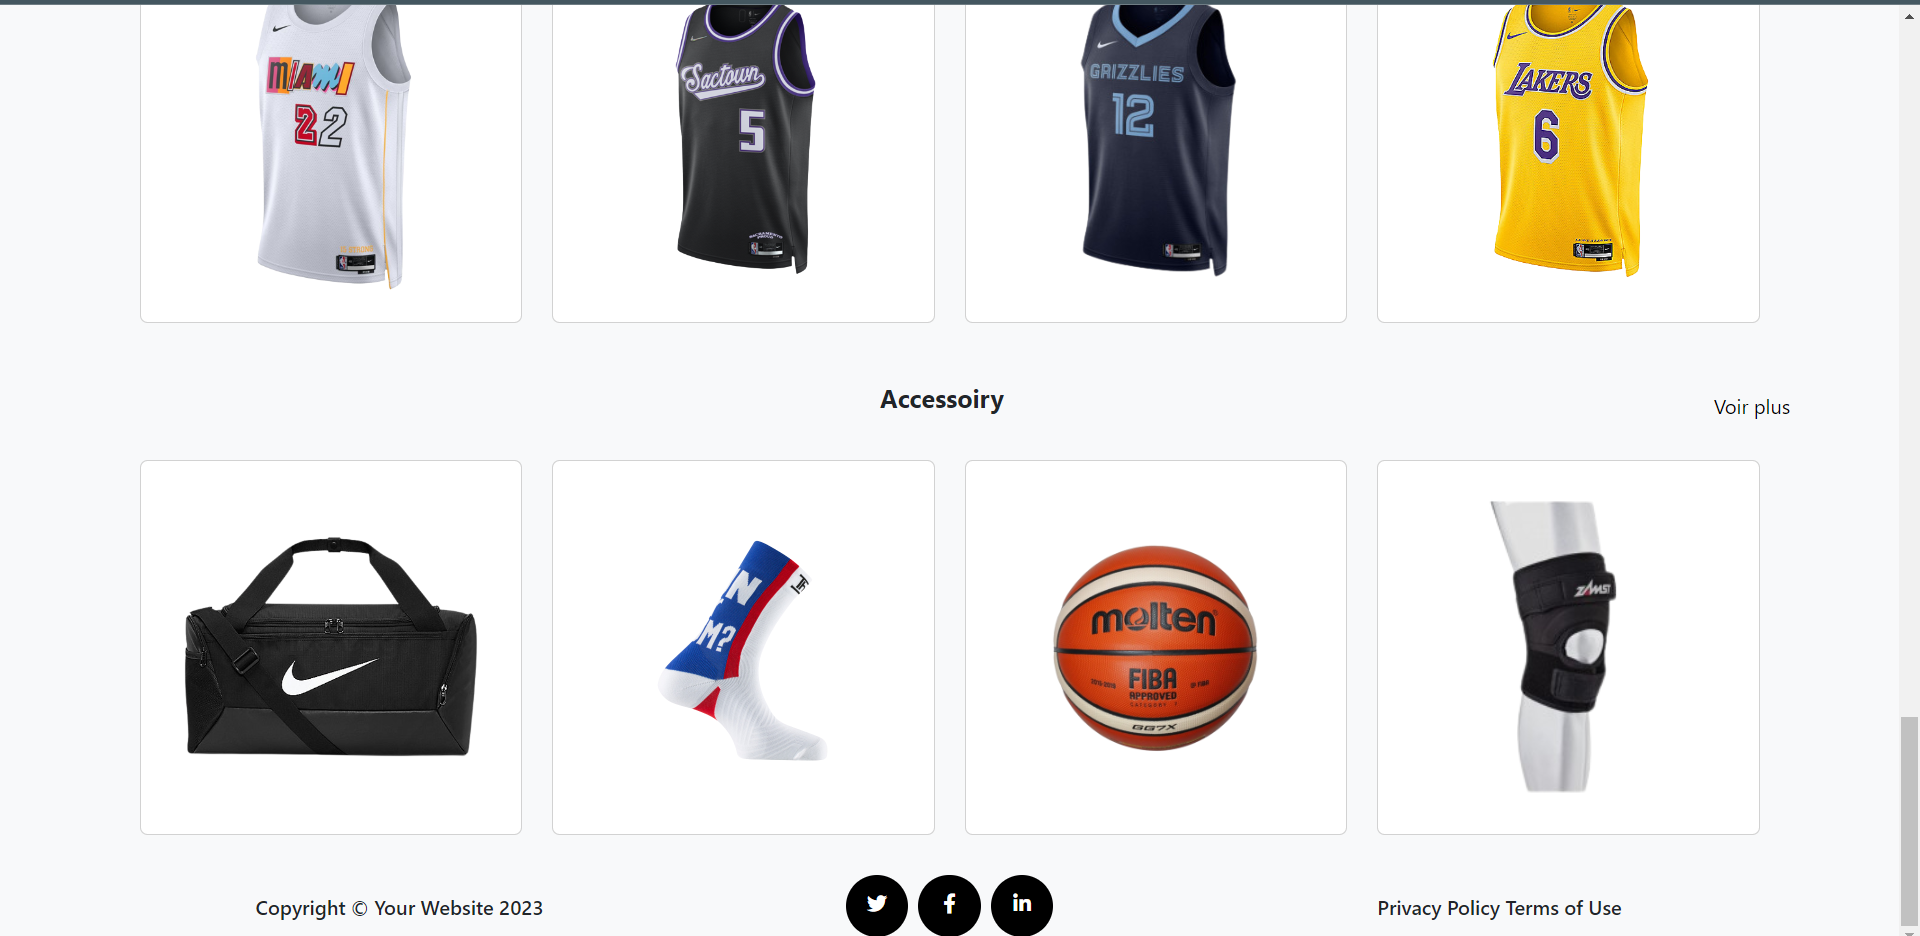 MIAMI
22
Sactown
5
GRIZZLIES
12
LAKERS
6
Accessoiry
Voir plus
N
M?
molten
FIBA
APPROVED
GG7X
ZAMST
Copyright © Your Website 2023
Privacy Policy Terms of Use